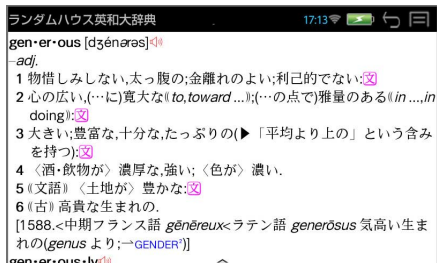 ランダムハウス英和大辞典 17:13
gen･er･ous [dʒénərəs]
–adj.
1 物惜しみしない,太っ腹の;金離れのよい;利己的でない:文
2 心の広い,(…に)寛大な⦅to,toward ...⦆;(…の点で)雅量のある⦅in ...,in
doing⦆:文
3 大きい;豊富な,十分な,たっぷりの(▶「平均より上の」という含み
を持つ):文
4 〈酒･飲物が〉濃厚な,強い;〈色が〉濃い.
5 ⦅文語⦆〈土地が〉豊かな:文
6 ⦅古⦆高貴な生まれの.
[1588.<中期フランス語 gēnēreux<ラテン語 generōsus 気高い生ま
れの(genus より;→GENDER²)]
gen･er･ous･ly